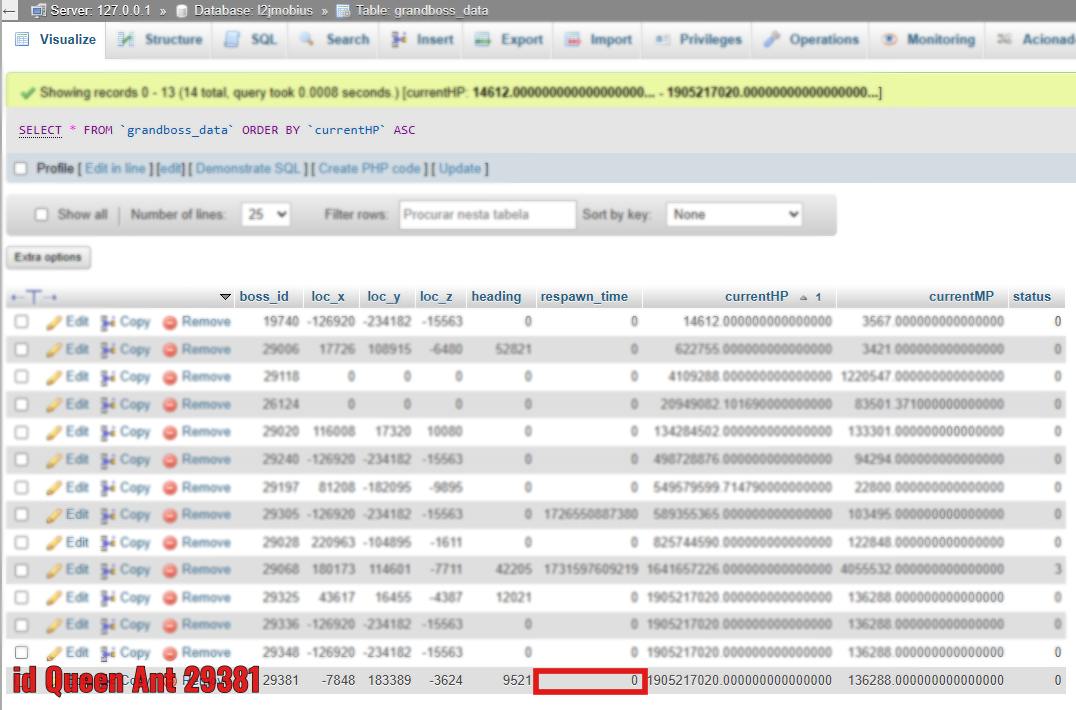 ← Server: 127.0.0.1 » Database: l2jmobius » Table: grandboss_data
Visualize Structure SQL Search Insert Export Import Privileges Operations Monitoring Acionad
Showing records 0 - 13 (14 total, query took 0.0008 seconds.) [currentHP: 14612.000000000000000000... - 1905217020.00000000000000000...]
SELECT * FROM `grandboss_data` ORDER BY `currentHP` ASC
Profile [ Edit in line ] [ edit ] [ Demonstrate SQL ] [ Create PHP code ] [ Update ]
Show all | Number of lines: 25 Filter rows: Procurar nesta tabela Sort by key: None
Extra options
←T→ boss_id loc_x loc_y loc_z heading respawn_time currentHP 1 currentMP status
Edit Copy Remove 19740 -126920 -234182 -15563 0 0 14612.000000000000000 3567.000000000000000 0
Edit Copy Remove 29006 17726 108915 -6480 52821 0 622755.000000000000000 3421.000000000000000 0
Edit Copy Remove 29118 0 0 0 0 0 4109288.000000000000000 1220547.000000000000000 0
Edit Copy Remove 26124 0 0 0 0 0 20949082.101690000000000 83501.371000000000000 0
Edit Copy Remove 29020 116008 17320 10080 0 0 134284502.000000000000000 133301.000000000000000 0
Edit Copy Remove 29240 -126920 -234182 -15563 0 0 498728876.000000000000000 94294.000000000000000 0
Edit Copy Remove 29197 81208 -182095 -9895 0 0 549579599.714790000000000 22800.000000000000000 0
Edit Copy Remove 29305 -126920 -234182 -15563 0 1726550887380 589355365.000000000000000 103495.000000000000000 0
Edit Copy Remove 29028 220963 -104895 -1611 0 0 825744590.000000000000000 122848.000000000000000 0
Edit Copy Remove 29068 180173 114601 -7711 42205 1731597609219 1641657226.000000000000000 4055532.000000000000000 3
Edit Copy Remove 29325 43617 16455 -4387 12021 0 1905217020.000000000000000 136288.000000000000000 0
Edit Copy Remove 29336 -126920 -234182 -15563 0 0 1905217020.000000000000000 136288.000000000000000 0
Edit Copy Remove 29348 -126920 -234182 -15563 0 0 1905217020.000000000000000 136288.000000000000000 0
id Queen Ant 29381 29381 -7848 183389 -3624 9521 0 1905217020.000000000000000 136288.000000000000000 0